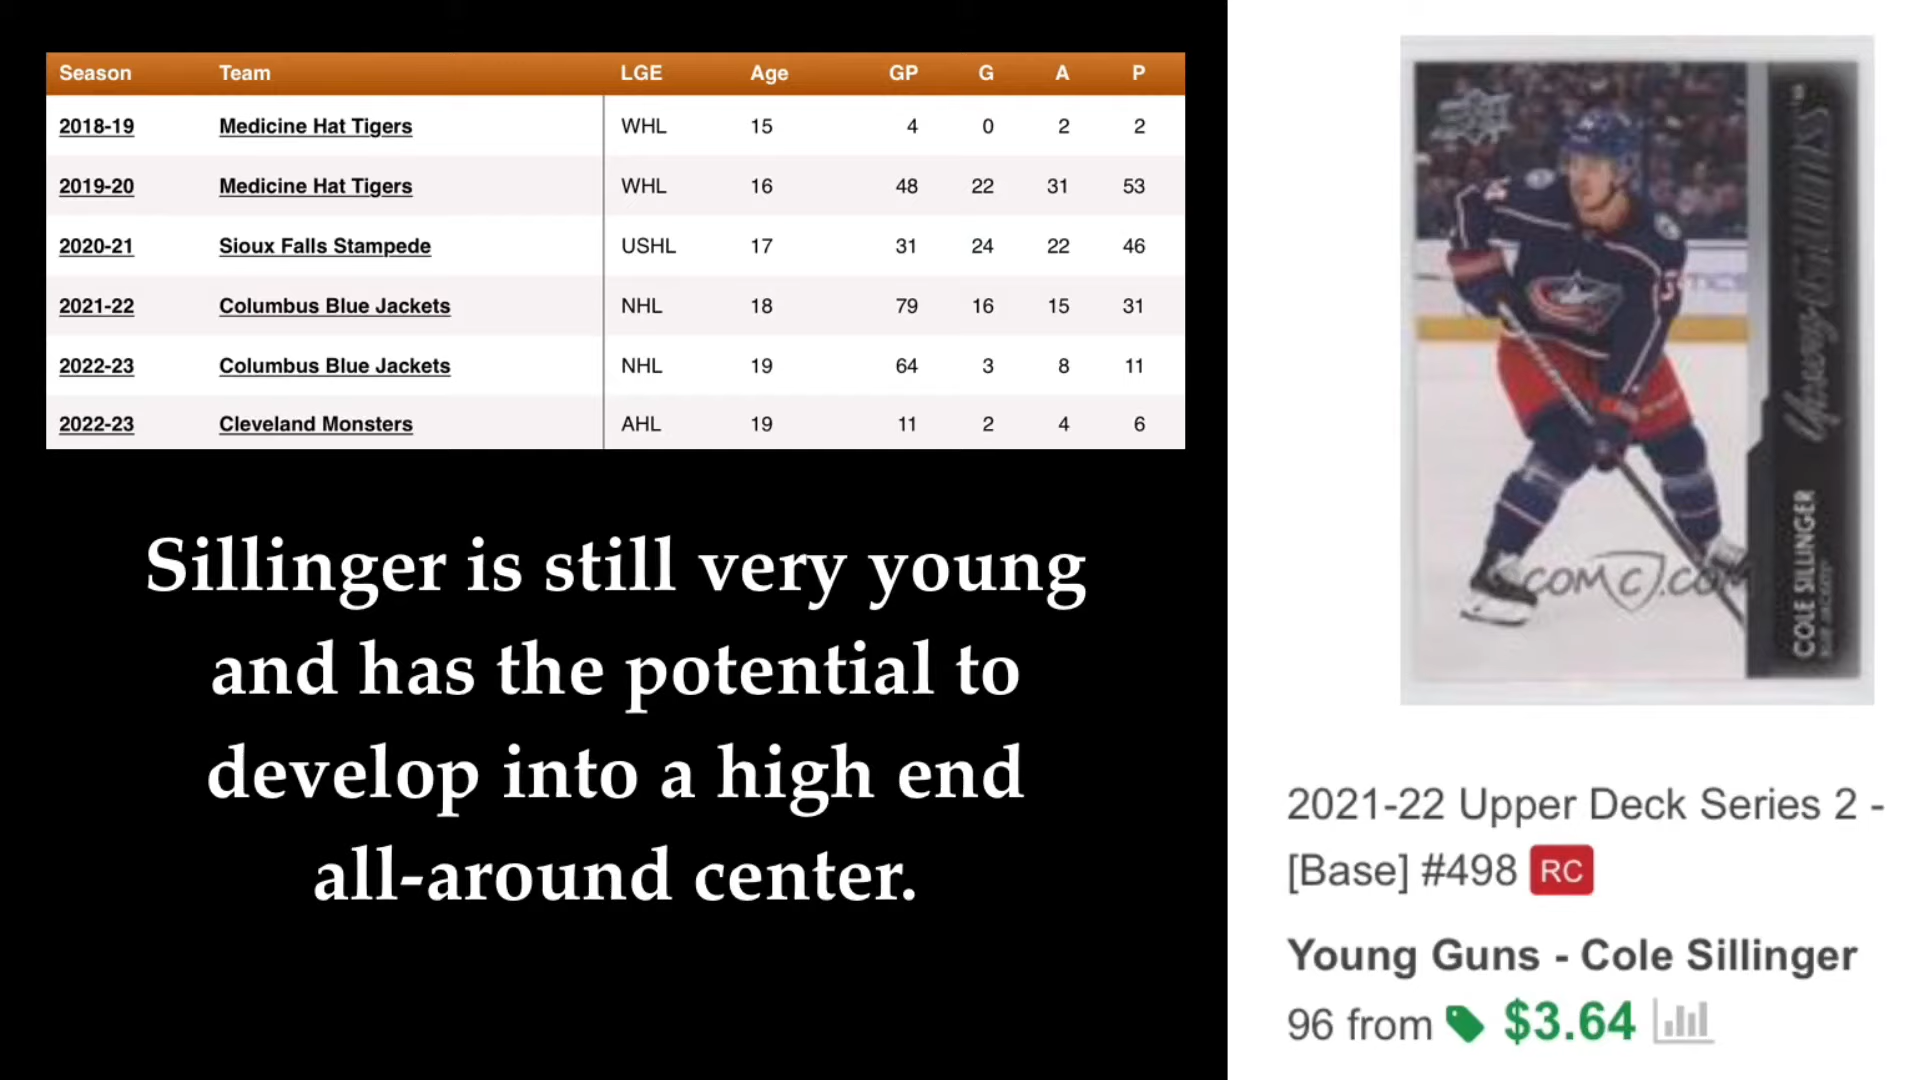 Season Team LGE Age GP G A P
2018-19 Medicine Hat Tigers WHL 15 4 0 2 2
2019-20 Medicine Hat Tigers WHL 16 48 22 31 53
2020-21 Sioux Falls Stampede USHL 17 31 24 22 46
2021-22 Columbus Blue Jackets NHL 18 79 16 15 31
2022-23 Columbus Blue Jackets NHL 19 64 3 8 11
2022-23 Cleveland Monsters AHL 19 11 2 4 6
Sillinger is still very young
and has the potential to
develop into a high end
all-around center.
Young Guns
COLE SILLINGER
BLUE JACKETS
COMC.COM
2021-22 Upper Deck Series 2 -
[Base] #498 RC
Young Guns - Cole Sillinger
96 from $3.64